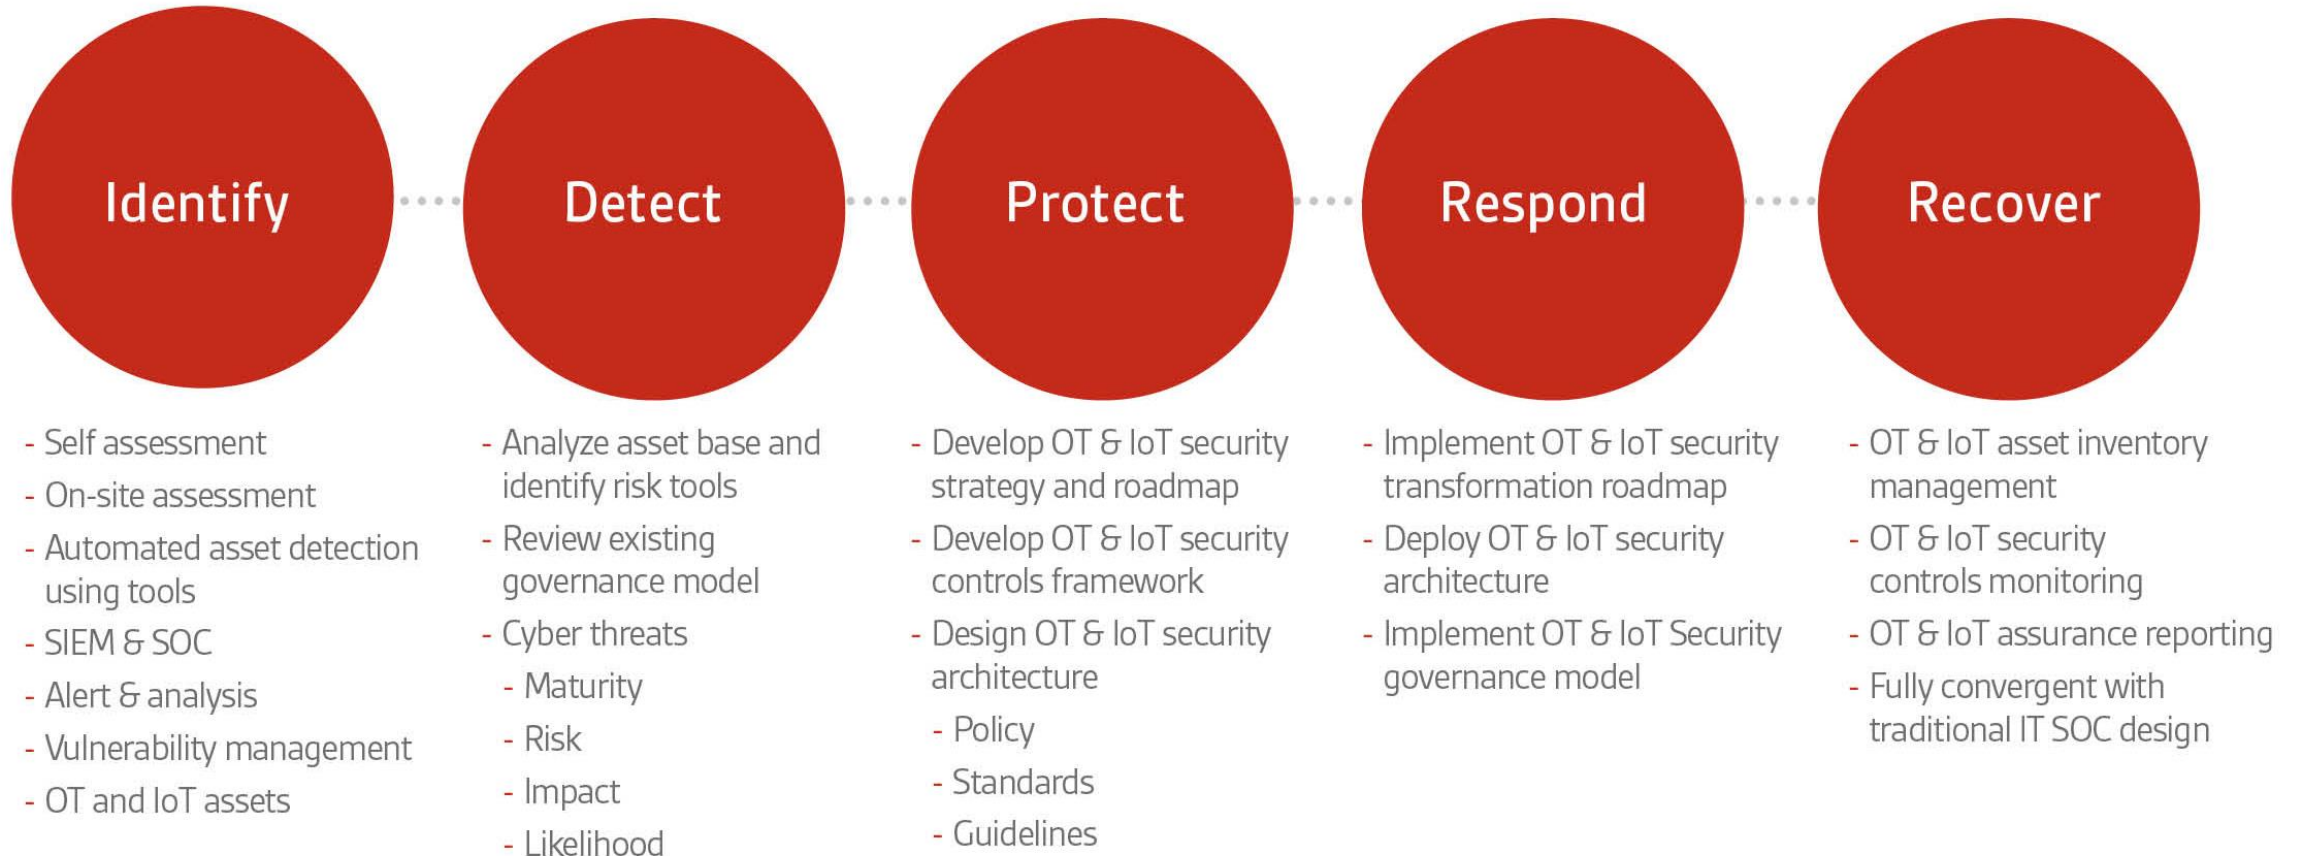 Identify
Detect
Protect
Respond
Recover
- Self assessment
- On-site assessment
- Automated asset detection
using tools
- SIEM & SOC
- Alert & analysis
- Vulnerability management
- OT and IoT assets
- Analyze asset base and
identify risk tools
- Review existing
governance model
- Cyber threats
- Maturity
- Risk
- Impact
- Likelihood
- Develop OT & IoT security
strategy and roadmap
- Develop OT & IoT security
controls framework
- Design OT & IoT security
architecture
- Policy
- Standards
- Guidelines
- Implement OT & IoT security
transformation roadmap
- Deploy OT & IoT security
architecture
- Implement OT & IoT Security
governance model
- OT & IoT asset inventory
management
- OT & IoT security
controls monitoring
- OT & IoT assurance reporting
- Fully convergent with
traditional IT SOC design